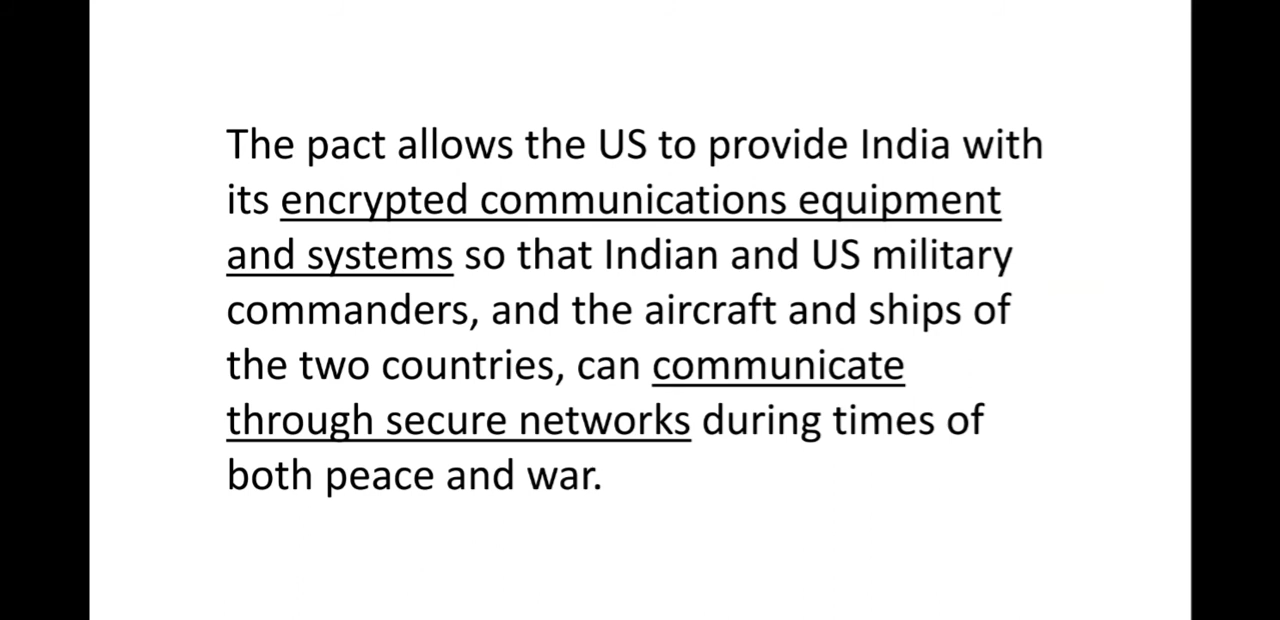 The pact allows the US to provide India with
its encrypted communications equipment
and systems so that Indian and US military
commanders, and the aircraft and ships of
the two countries, can communicate
through secure networks during times of
both peace and war.